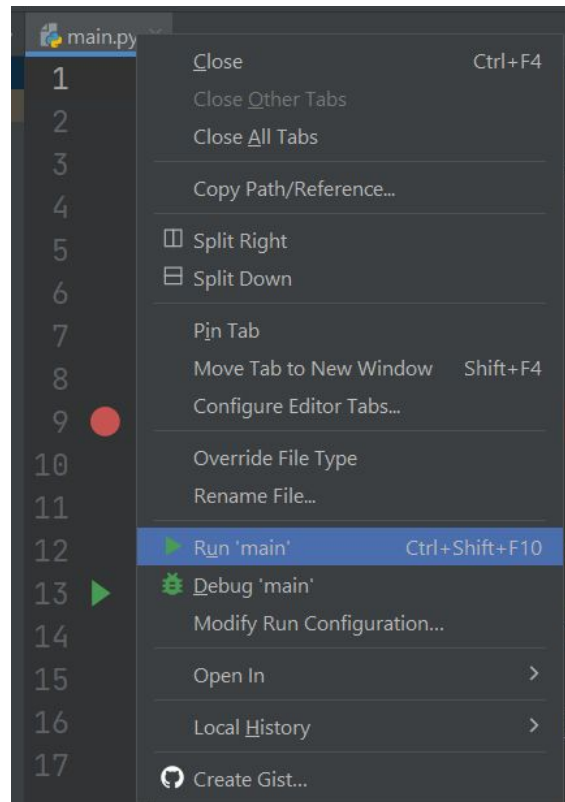 main.py
1
Close Ctrl+F4
2
Close Other Tabs
Close All Tabs
3
Copy Path/Reference...
4
5
Split Right
6
Split Down
7
Pin Tab
8
Move Tab to New Window Shift+F4
9
Configure Editor Tabs...
10
Override File Type
11
Rename File...
12
Run 'main' Ctrl+Shift+F10
13
Debug 'main'
14
Modify Run Configuration...
15
Open In
16
Local History
17
Create Gist...